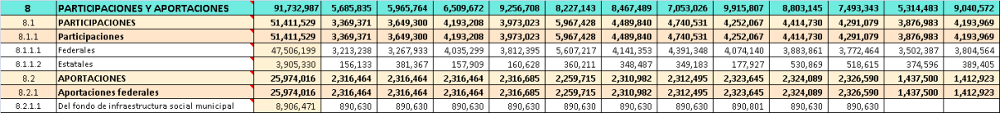 8 PARTICIPACIONES Y APORTACIONES 91,732,987 5,685,835 5,965,764 6,509,672 9,256,708 8,227,143 8,467,489 7,053,026 9,915,807 8,803,145 7,493,343 5,314,483 9,040,572
8.1 PARTICIPACIONES 51,411,529 3,369,371 3,649,300 4,193,208 3,973,023 5,967,428 4,489,840 4,740,531 4,252,067 4,414,730 4,291,079 3,876,983 4,193,969
8.1.1 Participaciones 51,411,529 3,369,371 3,649,300 4,193,208 3,973,023 5,967,428 4,489,840 4,740,531 4,252,067 4,414,730 4,291,079 3,876,983 4,193,969
8.1.1.1 Federales 47,506,199 3,213,238 3,267,933 4,035,299 3,812,395 5,607,217 4,141,353 4,391,348 4,074,140 3,883,861 3,772,464 3,502,387 3,804,564
8.1.1.2 Estatales 3,905,330 156,133 381,367 157,909 160,628 360,211 348,487 349,183 177,927 530,869 518,615 374,596 389,405
8.2 APORTACIONES 25,974,016 2,316,464 2,316,464 2,316,464 2,316,685 2,259,715 2,310,982 2,312,495 2,323,645 2,324,089 2,326,590 1,437,500 1,412,923
8.2.1 Aportaciones federales 25,974,016 2,316,464 2,316,464 2,316,464 2,316,685 2,259,715 2,310,982 2,312,495 2,323,645 2,324,089 2,326,590 1,437,500 1,412,923
8.2.1.1 Del fondo de infraestructura social municipal 8,906,471 890,630 890,630 890,630 890,630 890,630 890,630 890,630 890,801 890,630 890,630